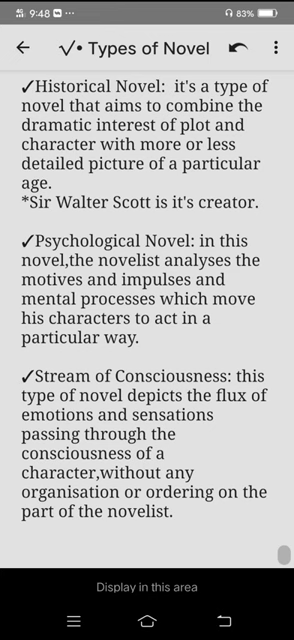 4G 9:48 ... 83%
← √• Types of Novel
✓Historical Novel:  it's a type of
novel that aims to combine the
dramatic interest of plot and
character with more or less
detailed picture of a particular
age.
*Sir Walter Scott is it's creator.
✓Psychological Novel: in this
novel,the novelist analyses the
motives and impulses and
mental processes which move
his characters to act in a
particular way.
✓Stream of Consciousness: this
type of novel depicts the flux of
emotions and sensations
passing through the
consciousness of a
character,without any
organisation or ordering on the
part of the novelist.
Display in this area